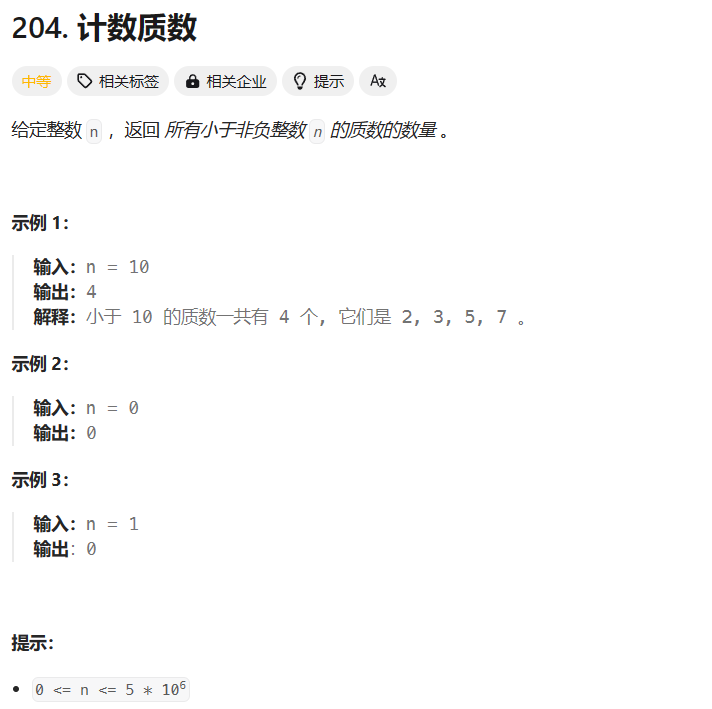 204. 计数质数
中等 相关标签 相关企业 提示
给定整数 n ，返回 所有小于非负整数 n 的质数的数量 。
示例 1：
输入：n = 10
输出：4
解释：小于 10 的质数一共有 4 个, 它们是 2, 3, 5, 7 。
示例 2：
输入：n = 0
输出：0
示例 3：
输入：n = 1
输出：0
提示：
• 0 <= n <= 5 * 10⁶